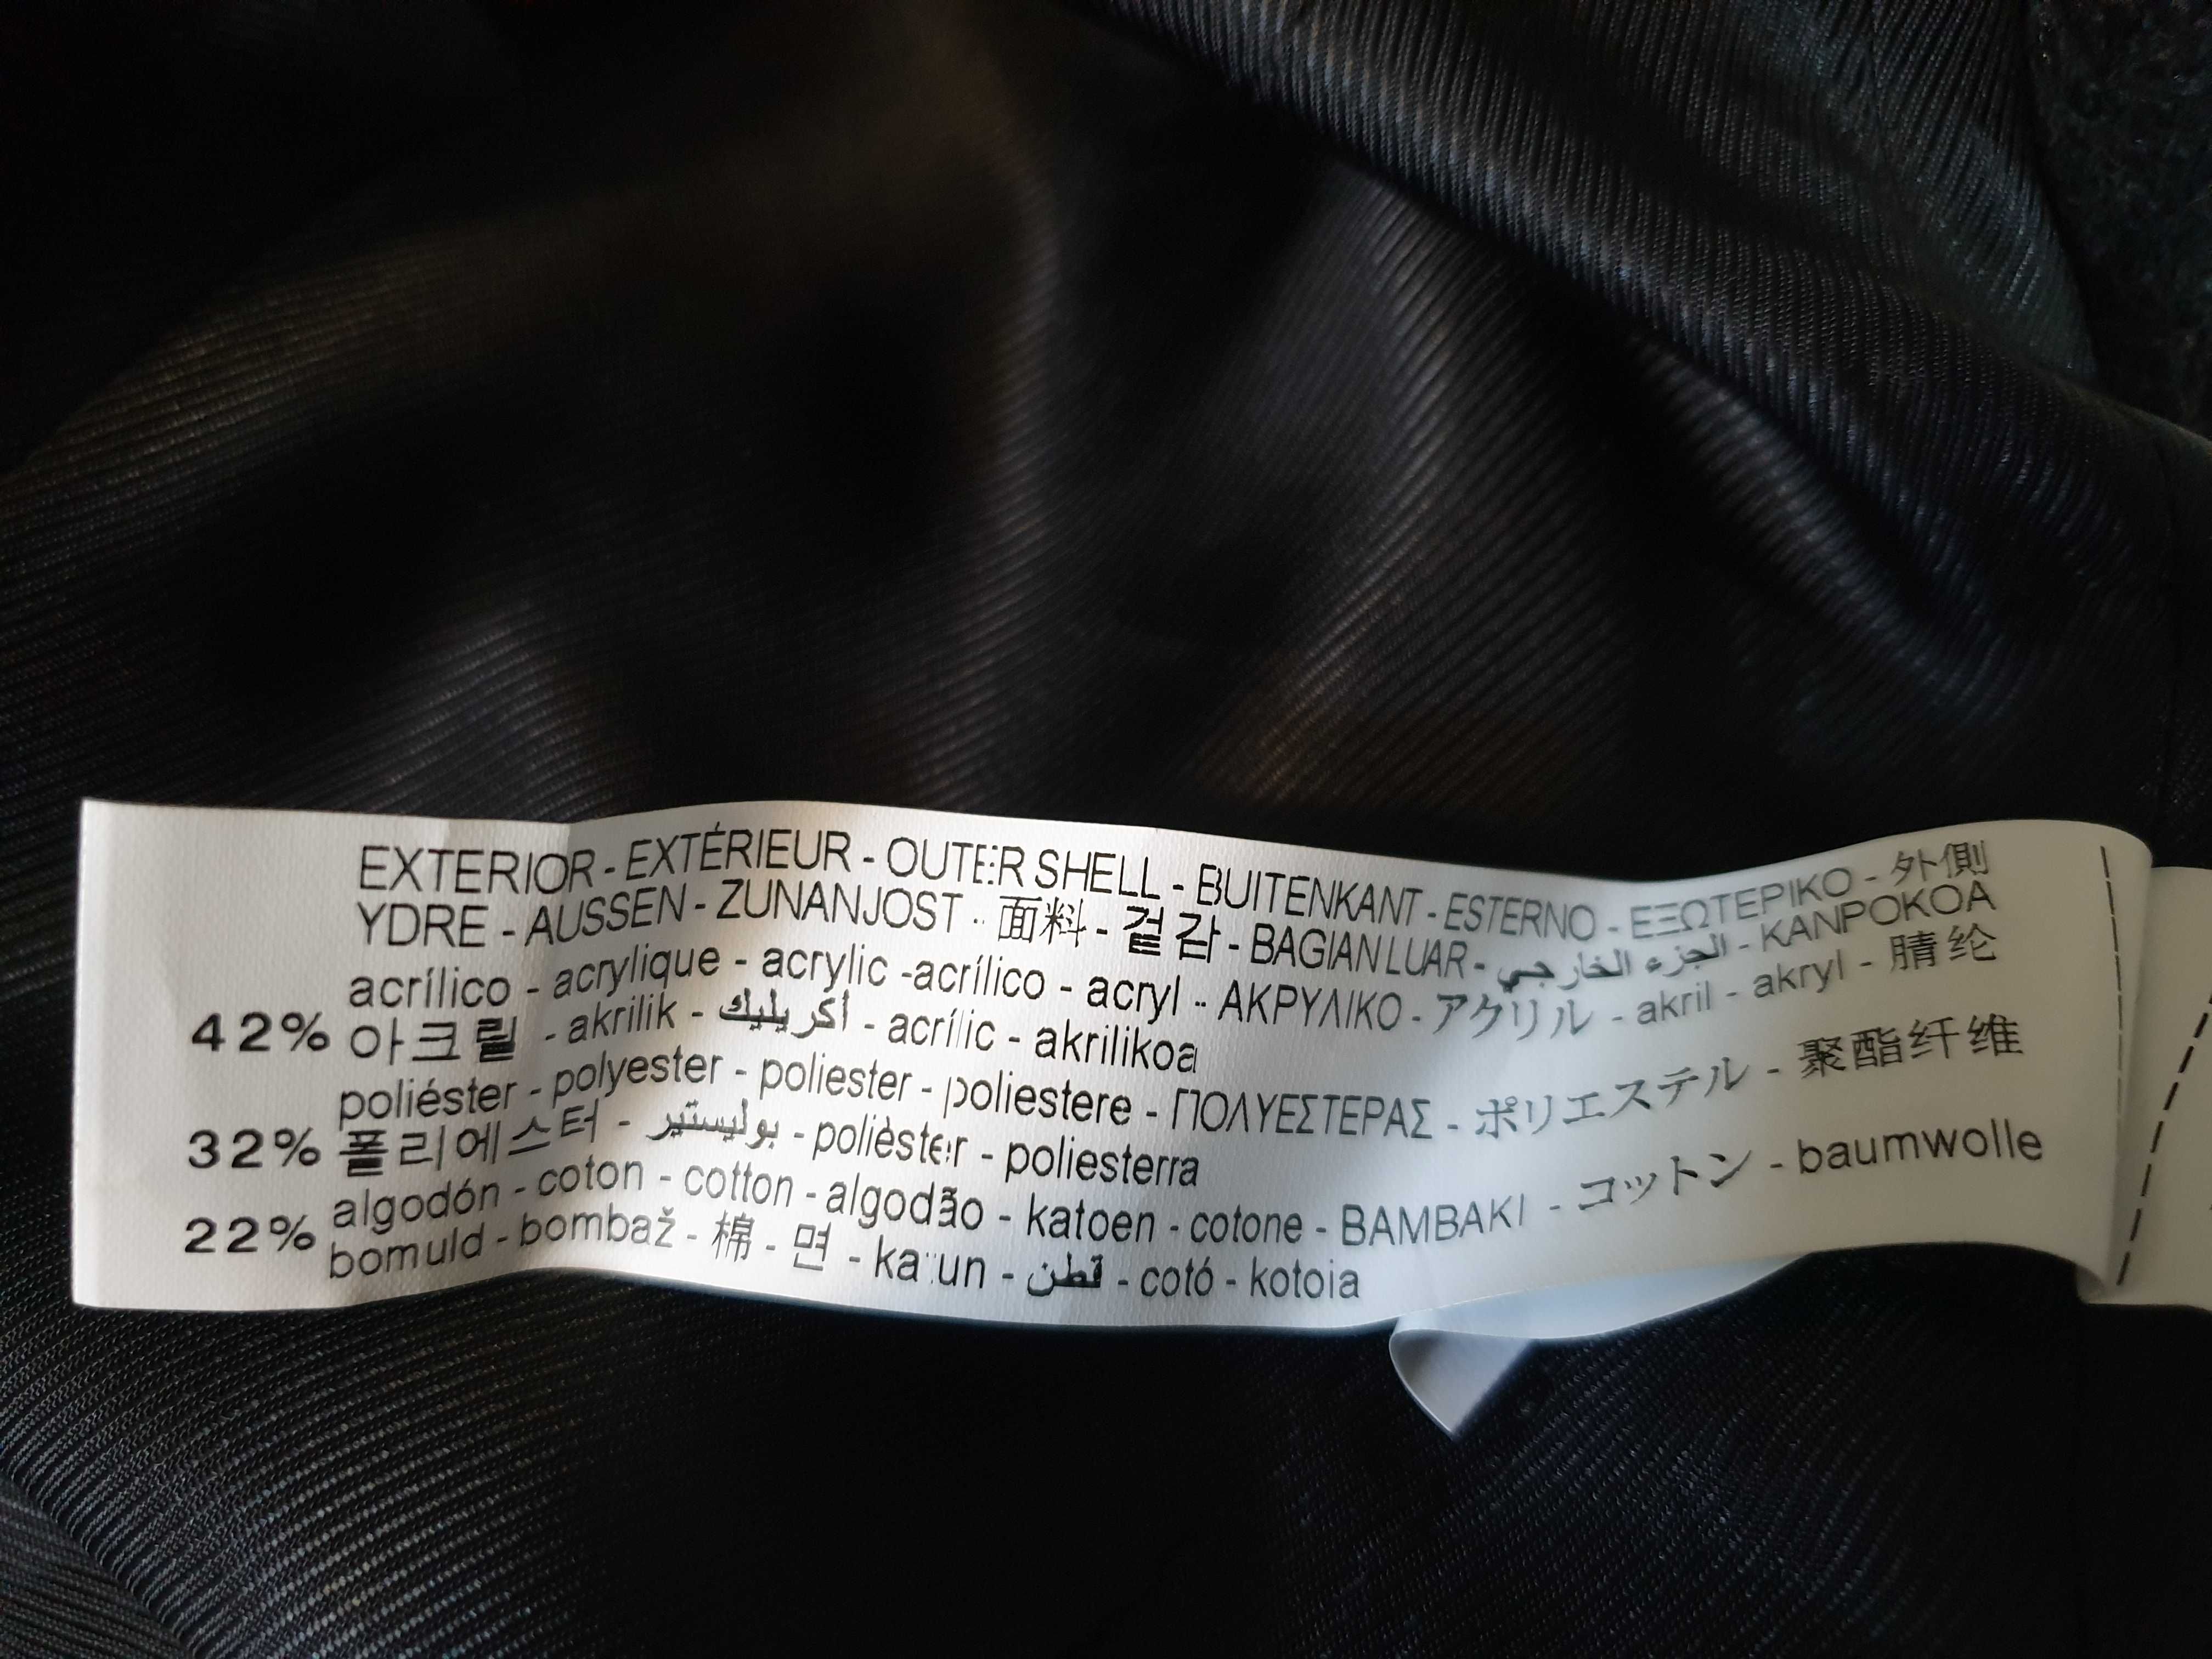 EXTERIOR - EXTÉRIEUR - OUTER SHELL - BUITENKANT - ESTERNO - ΕΞΩΤΕΡΙΚΟ - 外側
YDRE - AUSSEN - ZUNANJOST - 面料 - 겉감 - BAGIAN LUAR - الجزء الخارجي - KANPOKOA
acrílico - acrylique - acrylic - acrílico - acryl - ΑΚΡΥΛΙΚΟ - アクリル - akril - akryl - 腈纶
42% 아크릴 - akrilik - أكريليك - acrílic - akrilikoa
poliéster - polyester - poliester - poliestere - ΠΟΛΥΕΣΤΕΡΑΣ - ポリエステル - 聚酯纤维
32% 폴리에스터 - بوليستير - polièster - poliesterra
algodón - coton - cotton - algodão - katoen - cotone - ΒΑΜΒΑΚΙ - コットン - baumwolle
22% bomuld - bombaž - 棉 - 면 - katun - قطن - cotó - kotoia